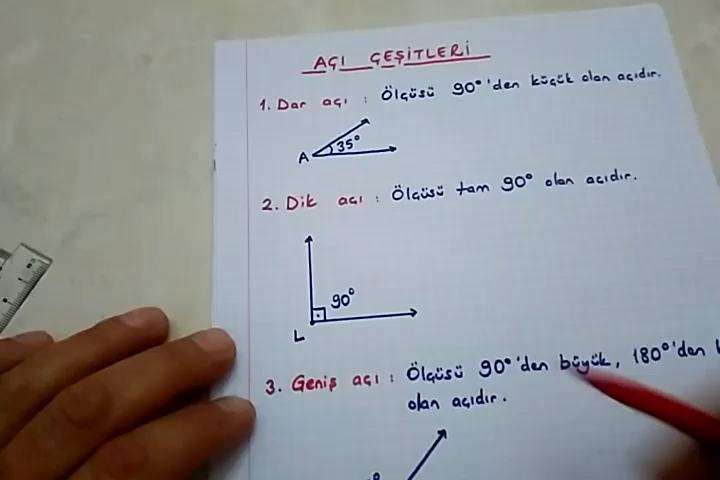 AÇI ÇEŞİTLERİ
1. Dar açı : Ölçüsü 90°'den küçük olan açıdır.
35°
A
2. Dik açı : Ölçüsü tam 90° olan açıdır.
90°
L
3. Geniş açı : Ölçüsü 90°'den büyük, 180°'den
olan açıdır.